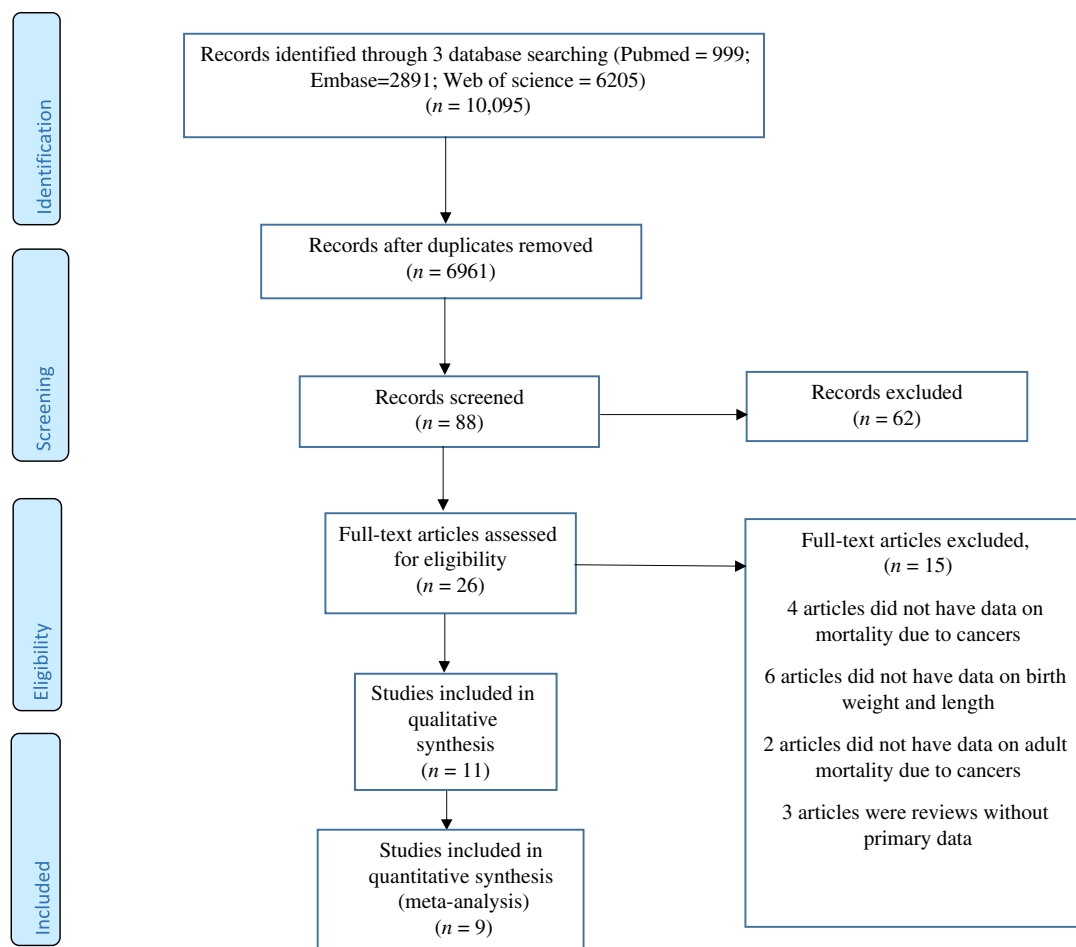 Identification
Records identified through 3 database searching (Pubmed = 999;
Embase=2891; Web of science = 6205)
(n = 10,095)
Records after duplicates removed
(n = 6961)
Screening
Records screened
(n = 88)
Records excluded
(n = 62)
Eligibility
Full-text articles assessed
for eligibility
(n = 26)
Full-text articles excluded,
(n = 15)
4 articles did not have data on
mortality due to cancers
6 articles did not have data on birth
weight and length
2 articles did not have data on adult
mortality due to cancers
3 articles were reviews without
primary data
Studies included in
qualitative
synthesis
(n = 11)
Included
Studies included in
quantitative synthesis
(meta-analysis)
(n = 9)